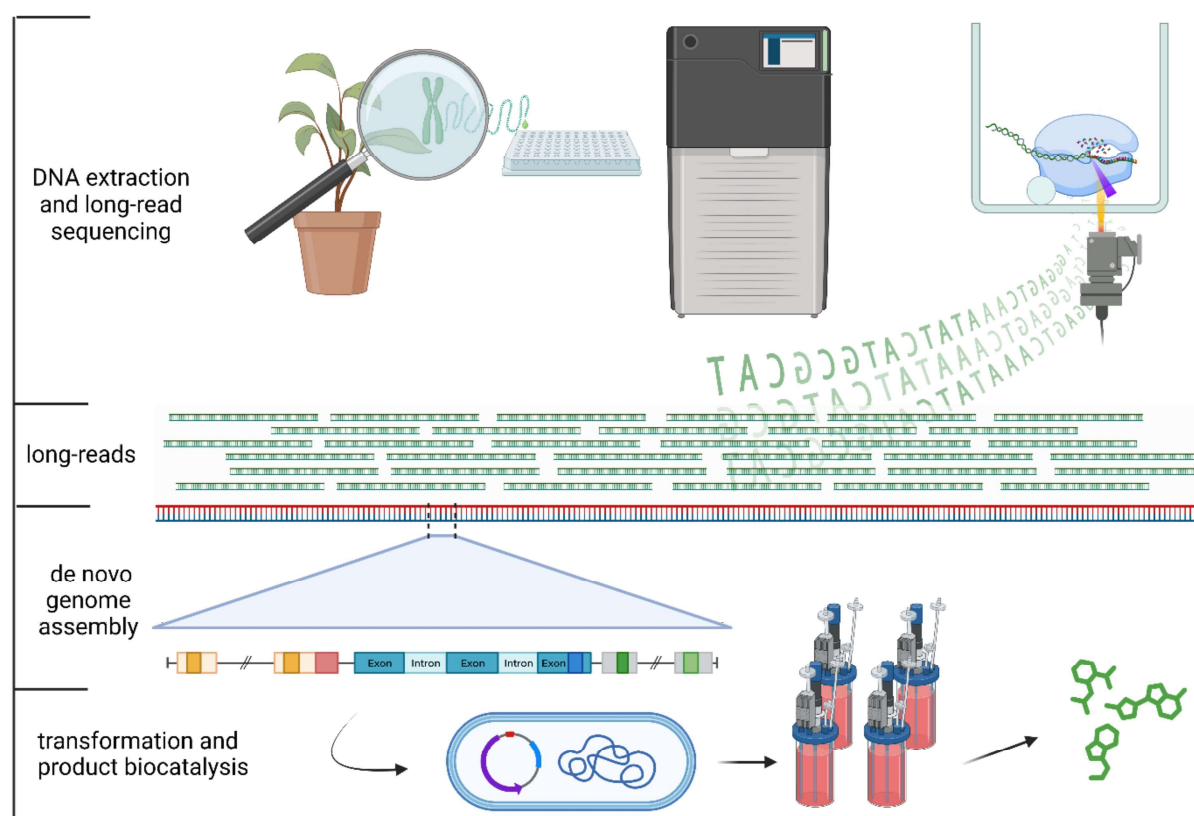 DNA extraction
and long-read
sequencing
TACGCGTACTATAAACTGAG
long-reads
de novo
genome
assembly
Exon Intron Exon Intron Exon
transformation and
product biocatalysis